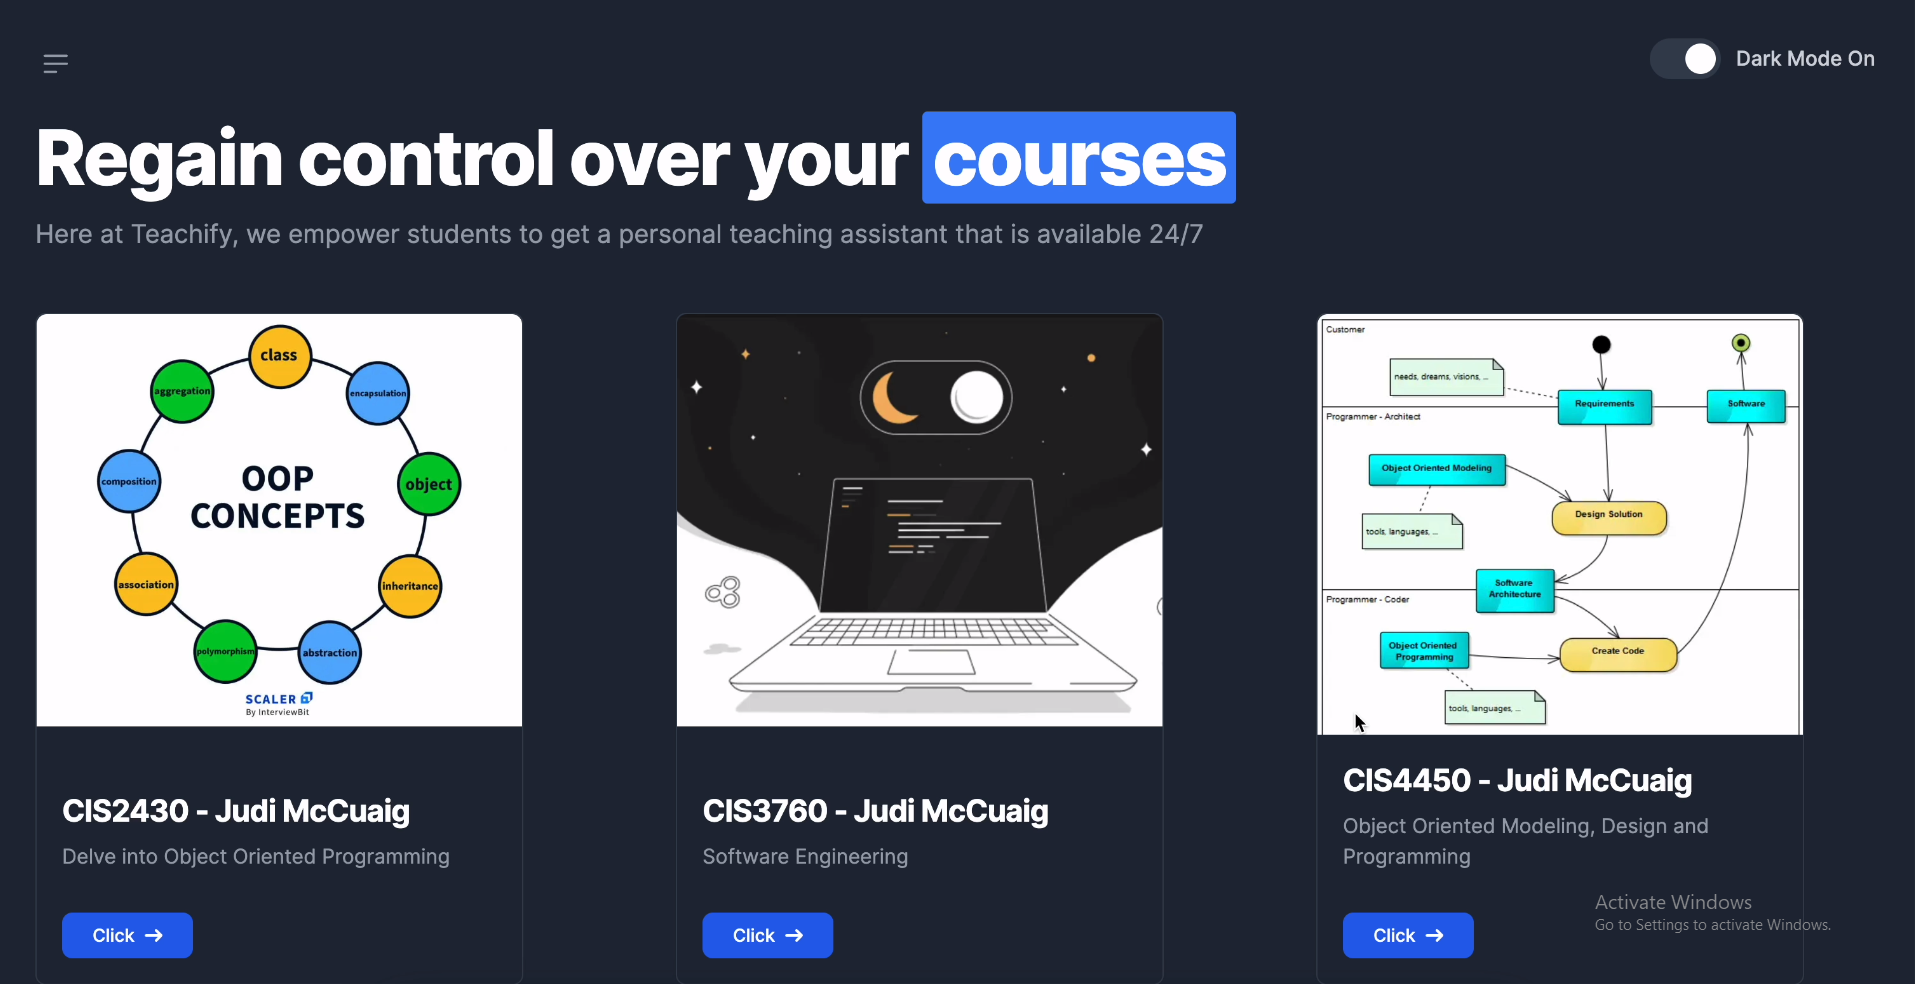 Dark Mode On
Regain control over your courses
Here at Teachify, we empower students to get a personal teaching assistant that is available 24/7
class
aggregation
encapsulation
composition
OOP
CONCEPTS
object
association
inheritance
polymorphism
abstraction
SCALER
By InterviewBit
CIS2430 - Judi McCuaig
Delve into Object Oriented Programming
Click →
CIS3760 - Judi McCuaig
Software Engineering
Click →
Customer
needs, dreams, visions, ...
Requirements
Software
Programmer - Architect
Object Oriented Modeling
Design Solution
tools, languages, ...
Software
Architecture
Programmer - Coder
Object Oriented
Programming
Create Code
tools, languages, ...
CIS4450 - Judi McCuaig
Object Oriented Modeling, Design and
Programming
Click →
Activate Windows
Go to Settings to activate Windows.